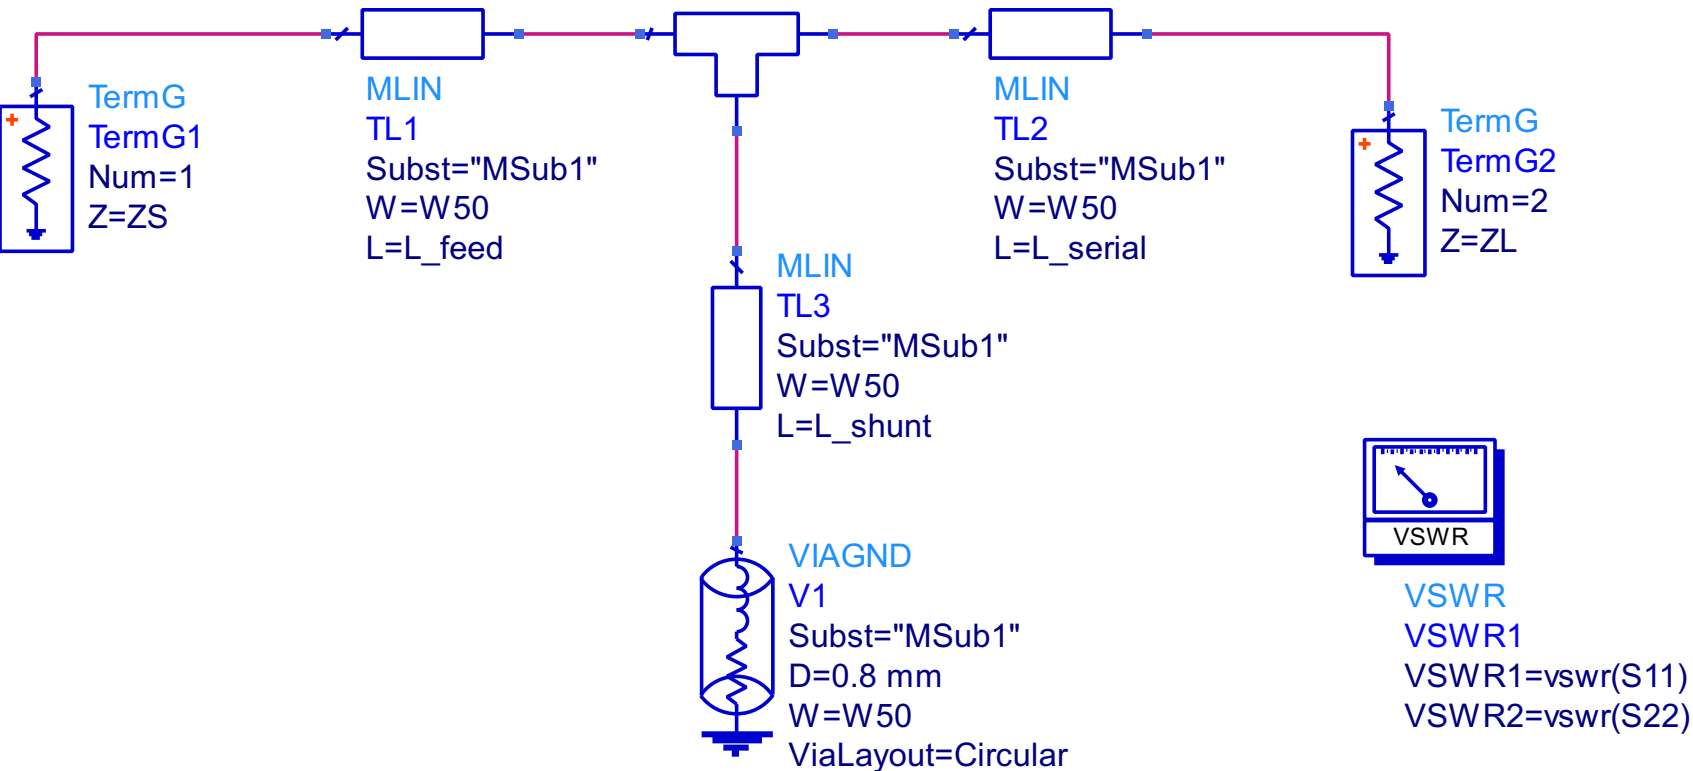 TermG
TermG1
Num=1
Z=ZS
MLIN
TL1
Subst="MSub1"
W=W50
L=L_feed
MLIN
TL2
Subst="MSub1"
W=W50
L=L_serial
TermG
TermG2
Num=2
Z=ZL
MLIN
TL3
Subst="MSub1"
W=W50
L=L_shunt
VIAGND
V1
Subst="MSub1"
D=0.8 mm
W=W50
ViaLayout=Circular
VSWR
VSWR
VSWR1
VSWR1=vswr(S11)
VSWR2=vswr(S22)